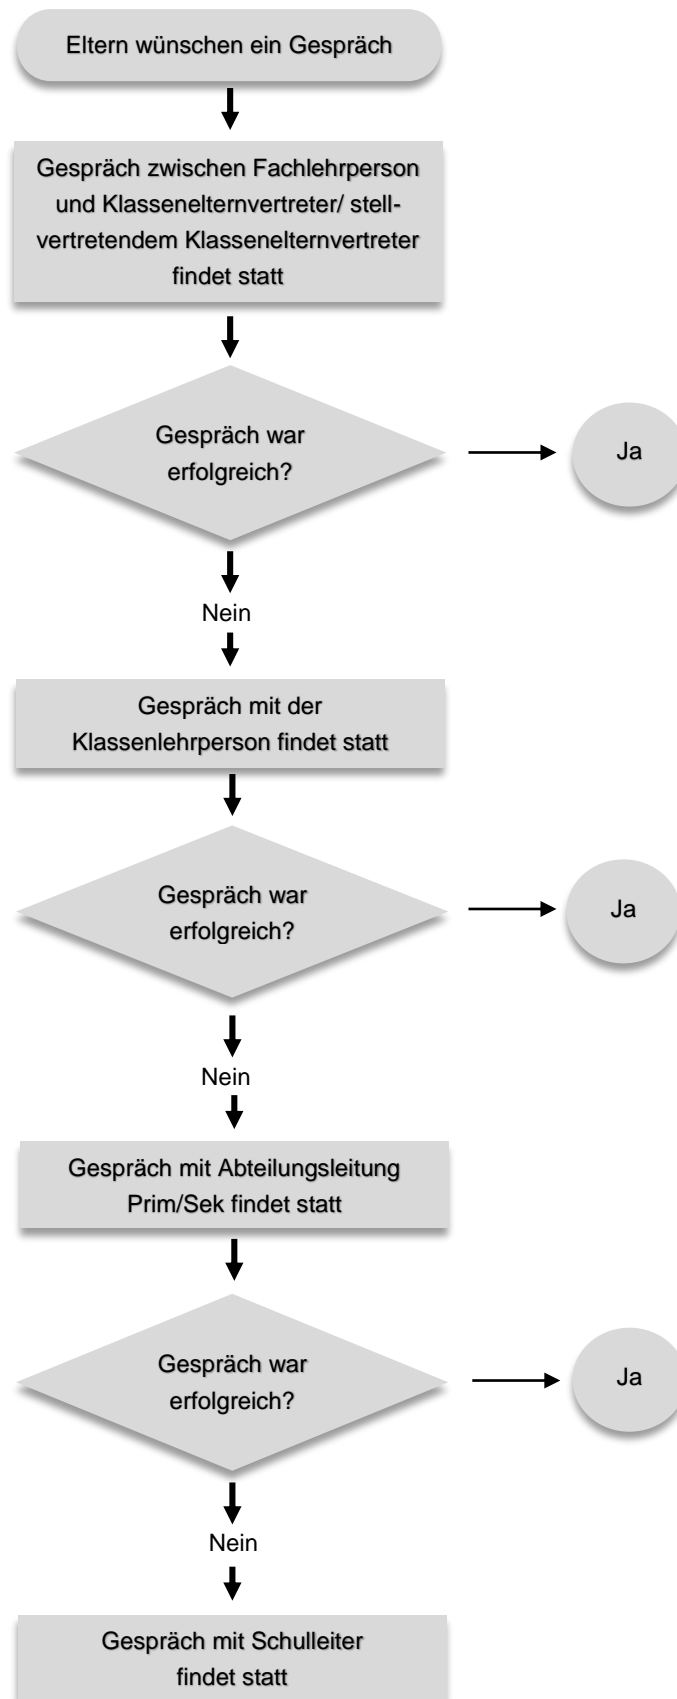 Eltern wünschen ein Gespräch
Gespräch zwischen Fachlehrperson
und Klassenelternvertreter/ stell-
vertretendem Klassenelternvertreter
findet statt
Gespräch war
erfolgreich?
Ja
Nein
Gespräch mit der
Klassenlehrperson findet statt
Gespräch war
erfolgreich?
Ja
Nein
Gespräch mit Abteilungsleitung
Prim/Sek findet statt
Gespräch war
erfolgreich?
Ja
Nein
Gespräch mit Schulleiter
findet statt